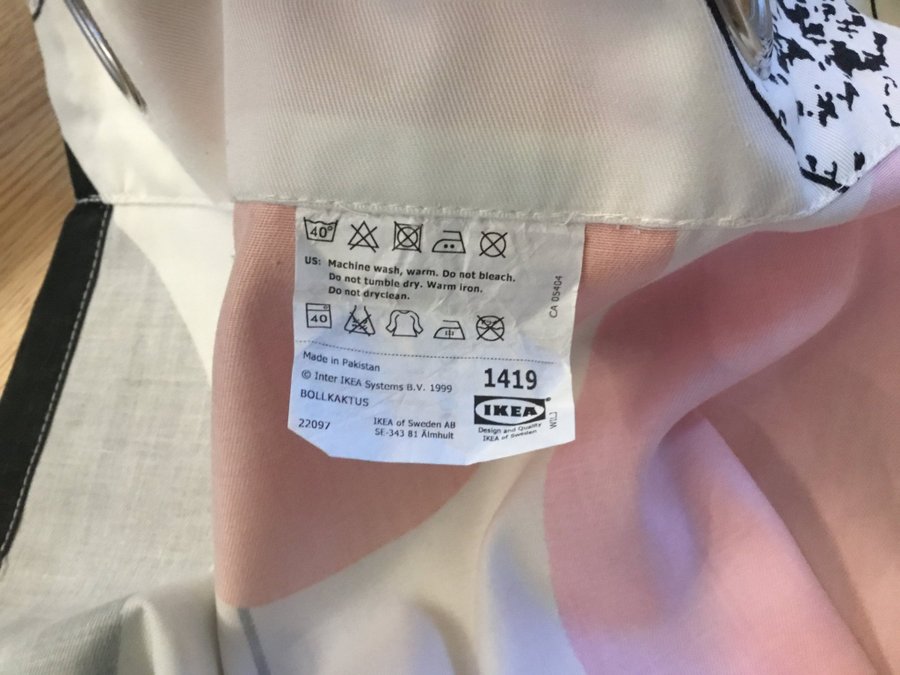 40°
US: Machine wash, warm. Do not bleach.
Do not tumble dry. Warm iron.
Do not dryclean.
CA 05404
40
Made in Pakistan
© Inter IKEA Systems B.V. 1999
BOLLKAKTUS
22097
IKEA of Sweden AB
SE-343 81 Älmhult
1419
IKEA®
Design and Quality
IKEA of Sweden